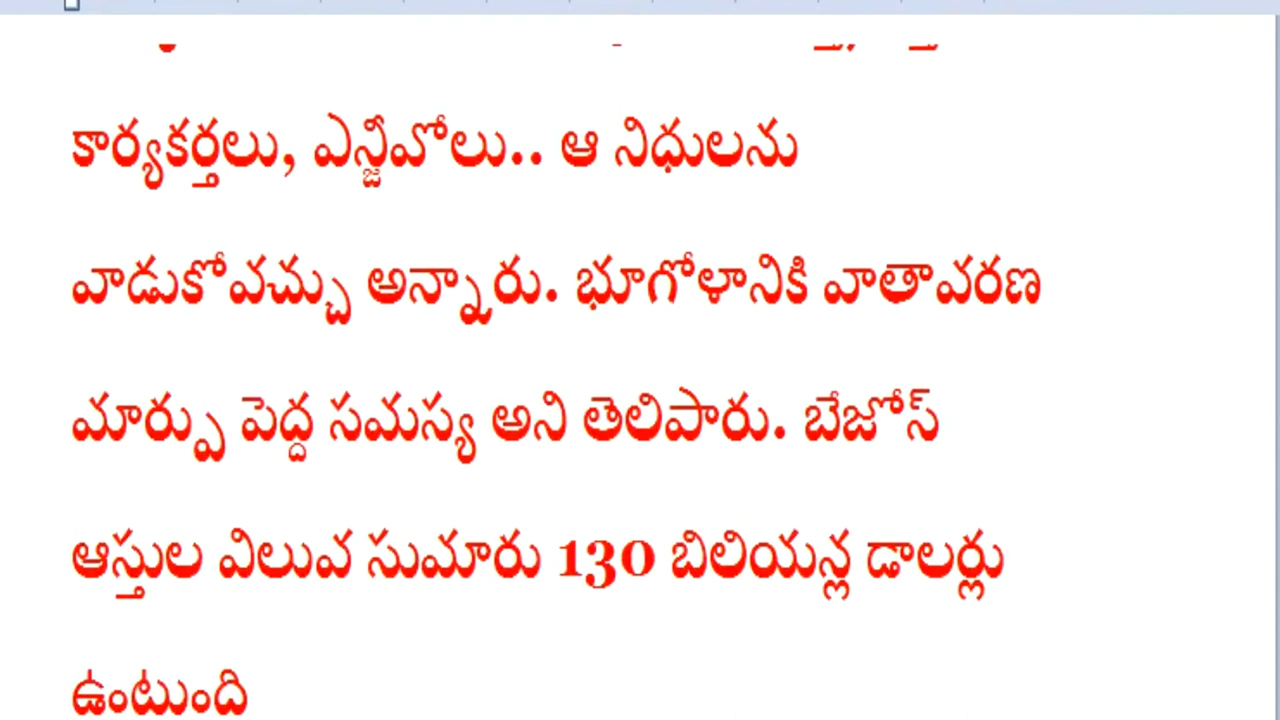 కార్యకర్తలు, ఎన్జీవోలు.. ఆ నిధులను
వాడుకోవచ్చు అన్నారు. భూగోళానికి వాతావరణ
మార్పు పెద్ద సమస్య అని తెలిపారు. బేజోస్
ఆస్తుల విలువ సుమారు 130 బిలియన్ల డాలర్లు
ఉంటుంది